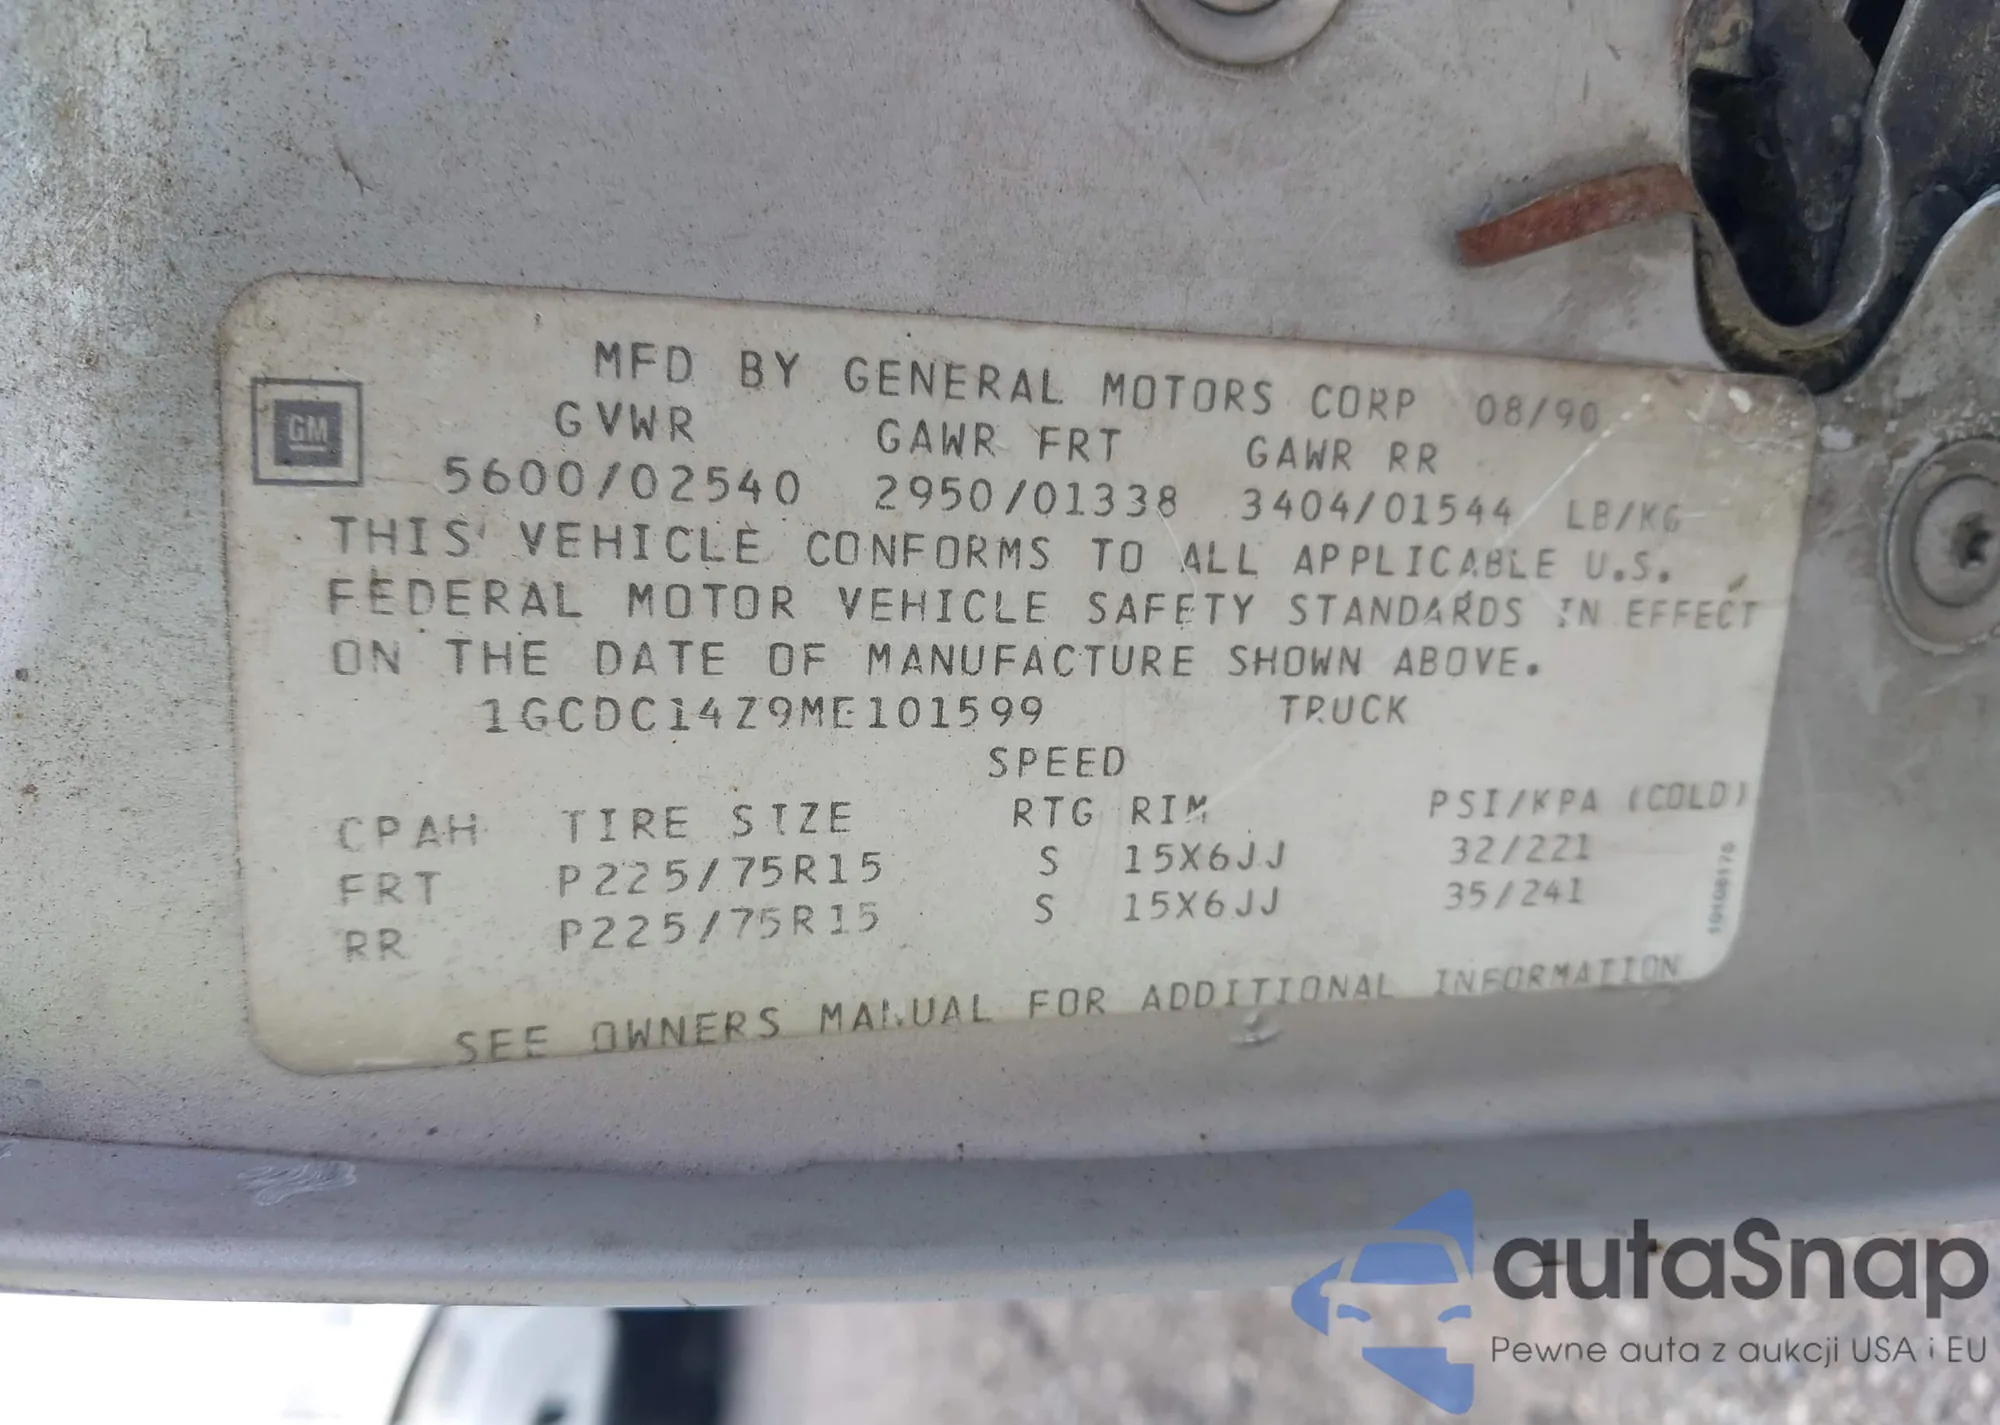 MFD BY GENERAL MOTORS CORP 08/90
GM
GVWR GAWR FRT GAWR RR
5600/02540 2950/01338 3404/01544 LB/KG
THIS VEHICLE CONFORMS TO ALL APPLICABLE U.S.
FEDERAL MOTOR VEHICLE SAFETY STANDARDS IN EFFECT
ON THE DATE OF MANUFACTURE SHOWN ABOVE.
1GCDC14Z9ME101599 TRUCK
SPEED
CPAH TIRE SIZE RTG RIM PSI/KPA (COLD)
FRT P225/75R15 S 15X6JJ 32/221
RR P225/75R15 S 15X6JJ 35/241
SEE OWNERS MANUAL FOR ADDITIONAL INFORMATION
autaSnap
Pewne auta z aukcji USA i EU